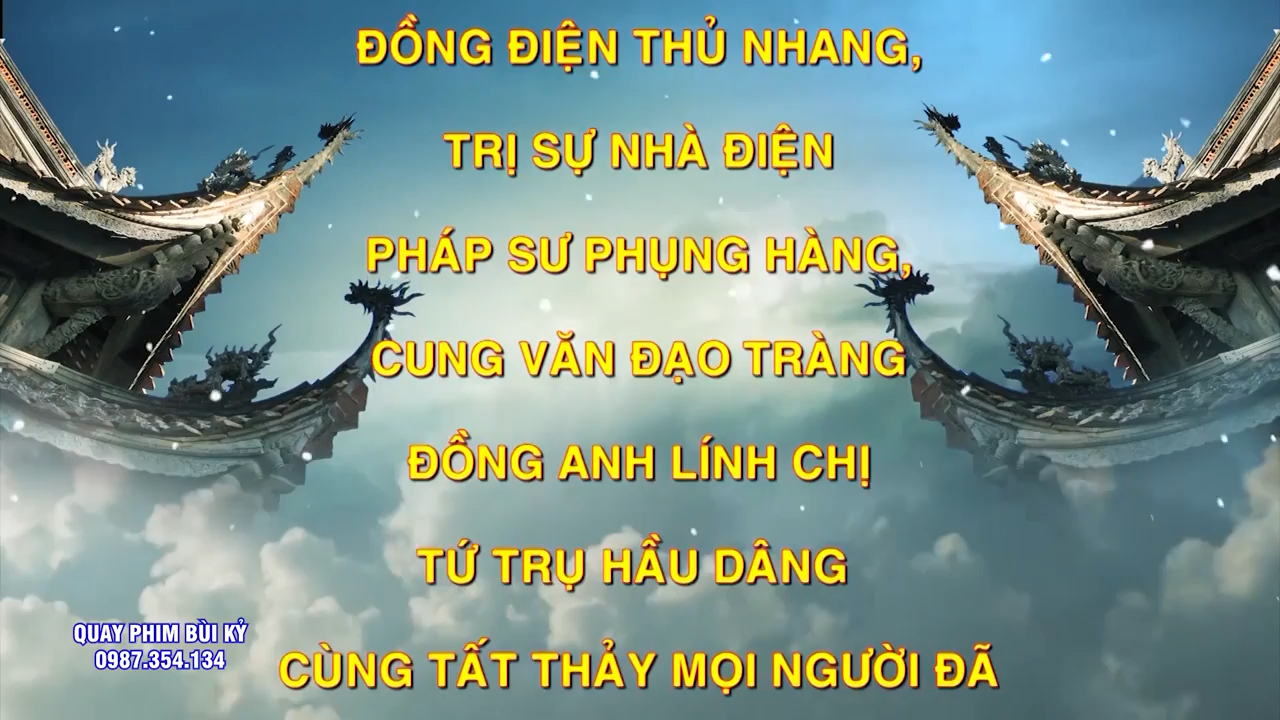 ĐỒNG ĐIỆN THỦ NHANG,
TRỊ SỰ NHÀ ĐIỆN
PHÁP SƯ PHỤNG HÀNG,
CUNG VĂN ĐẠO TRÀNG
ĐỒNG ANH LÍNH CHỊ
TỨ TRỤ HẦU DÂNG
CÙNG TẤT THẢY MỌI NGƯỜI ĐÃ
QUAY PHIM BÙI KỶ
0987.354.134